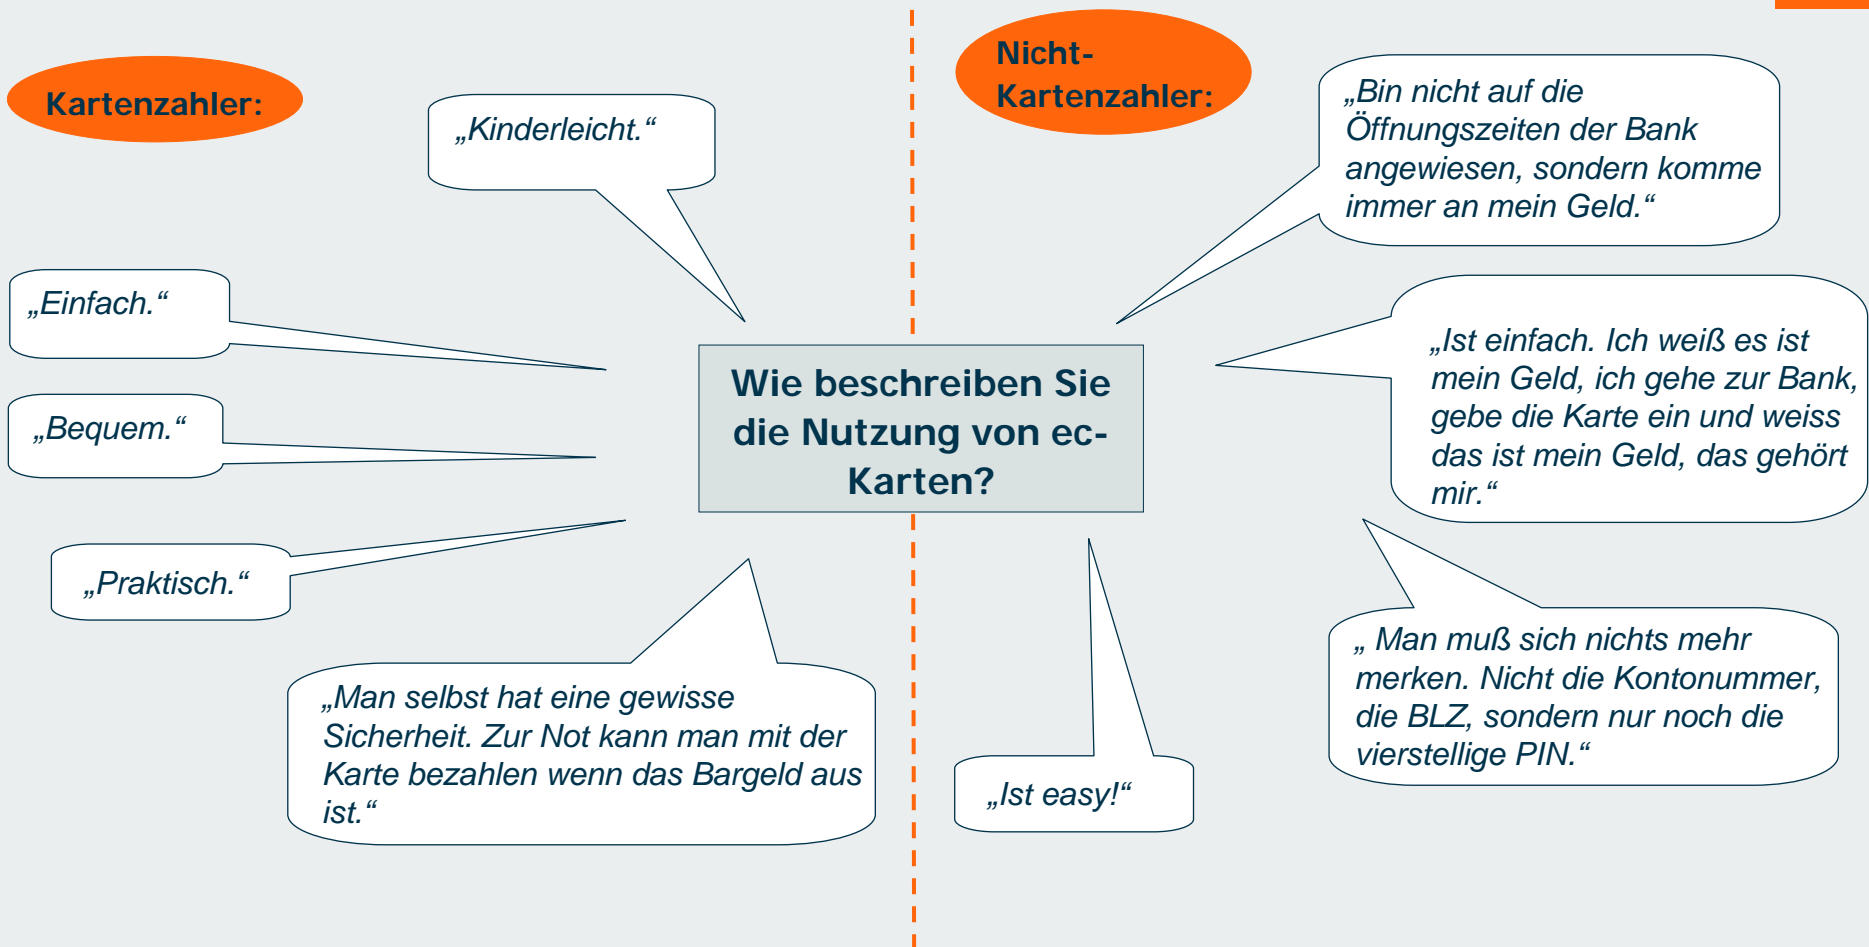 Kartenzahler:
„Kinderleicht.“
„Einfach.“
„Bequem.“
„Praktisch.“
„Man selbst hat eine gewisse
Sicherheit. Zur Not kann man mit der
Karte bezahlen wenn das Bargeld aus
ist.“
Wie beschreiben Sie
die Nutzung von ec-
Karten?
Nicht-
Kartenzahler:
„Bin nicht auf die
Öffnungszeiten der Bank
angewiesen, sondern komme
immer an mein Geld.“
„Ist einfach. Ich weiß es ist
mein Geld, ich gehe zur Bank,
gebe die Karte ein und weiss
das ist mein Geld, das gehört
mir.“
„ Man muß sich nichts mehr
merken. Nicht die Kontonummer,
die BLZ, sondern nur noch die
vierstellige PIN.“
„Ist easy!“